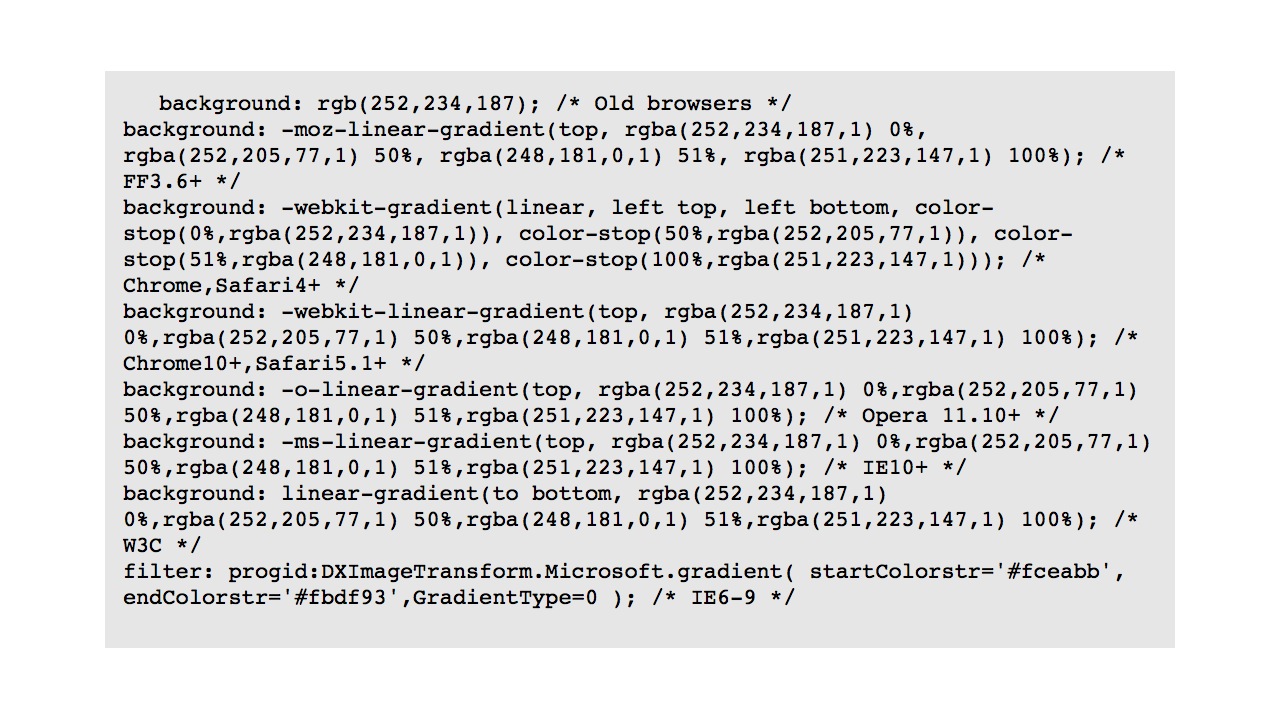 background: rgb(252,234,187); /* Old browsers */
background: -moz-linear-gradient(top, rgba(252,234,187,1) 0%,
rgba(252,205,77,1) 50%, rgba(248,181,0,1) 51%, rgba(251,223,147,1) 100%); /*
FF3.6+ */
background: -webkit-gradient(linear, left top, left bottom, color-
stop(0%,rgba(252,234,187,1)), color-stop(50%,rgba(252,205,77,1)), color-
stop(51%,rgba(248,181,0,1)), color-stop(100%,rgba(251,223,147,1))); /*
Chrome,Safari4+ */
background: -webkit-linear-gradient(top, rgba(252,234,187,1)
0%,rgba(252,205,77,1) 50%,rgba(248,181,0,1) 51%,rgba(251,223,147,1) 100%); /*
Chrome10+,Safari5.1+ */
background: -o-linear-gradient(top, rgba(252,234,187,1) 0%,rgba(252,205,77,1)
50%,rgba(248,181,0,1) 51%,rgba(251,223,147,1) 100%); /* Opera 11.10+ */
background: -ms-linear-gradient(top, rgba(252,234,187,1) 0%,rgba(252,205,77,1)
50%,rgba(248,181,0,1) 51%,rgba(251,223,147,1) 100%); /* IE10+ */
background: linear-gradient(to bottom, rgba(252,234,187,1)
0%,rgba(252,205,77,1) 50%,rgba(248,181,0,1) 51%,rgba(251,223,147,1) 100%); /*
W3C */
filter: progid:DXImageTransform.Microsoft.gradient( startColorstr='#fceabb',
endColorstr='#fbdf93',GradientType=0 ); /* IE6-9 */